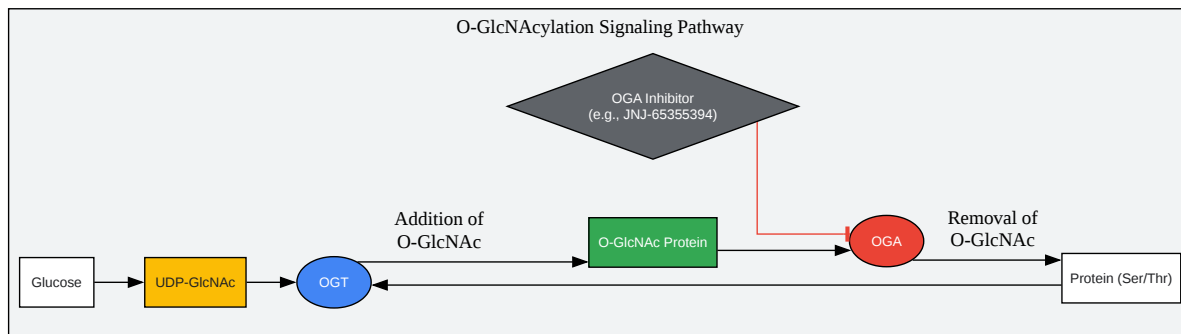 O-GlcNAcylation Signaling Pathway
OGA Inhibitor
(e.g., JNJ-65355394)
Addition of
O-GlcNAc
O-GlcNAc Protein
OGA
Removal of
O-GlcNAc
Glucose
UDP-GlcNAc
OGT
Protein (Ser/Thr)